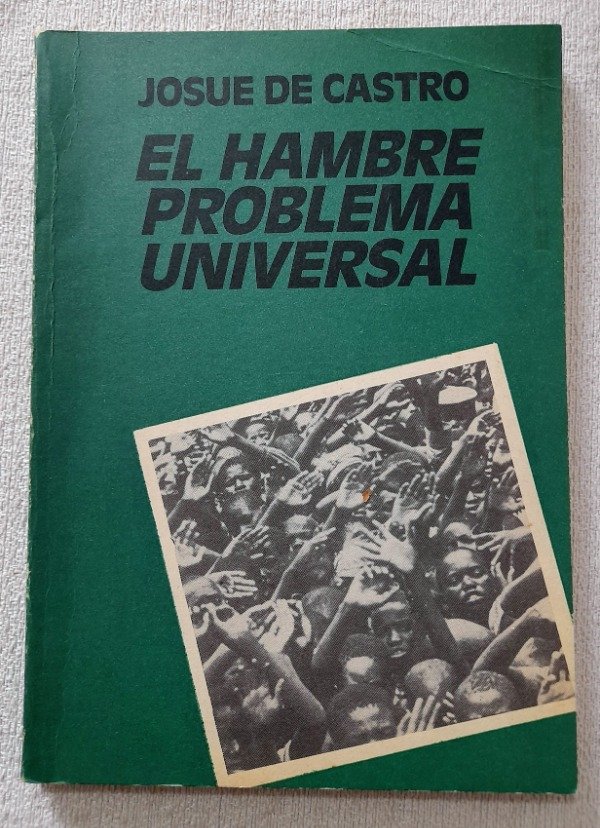 JOSUE DE CASTRO
EL HAMBRE
PROBLEMA
UNIVERSAL